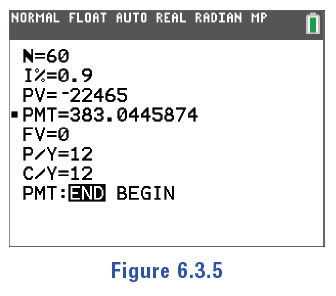 NORMAL FLOAT AUTO REAL RADIAN MP
N=60
I%=0.9
PV=-22465
PMT=383.0445874
FV=0
P/Y=12
C/Y=12
PMT:END BEGIN
Figure 6.3.5